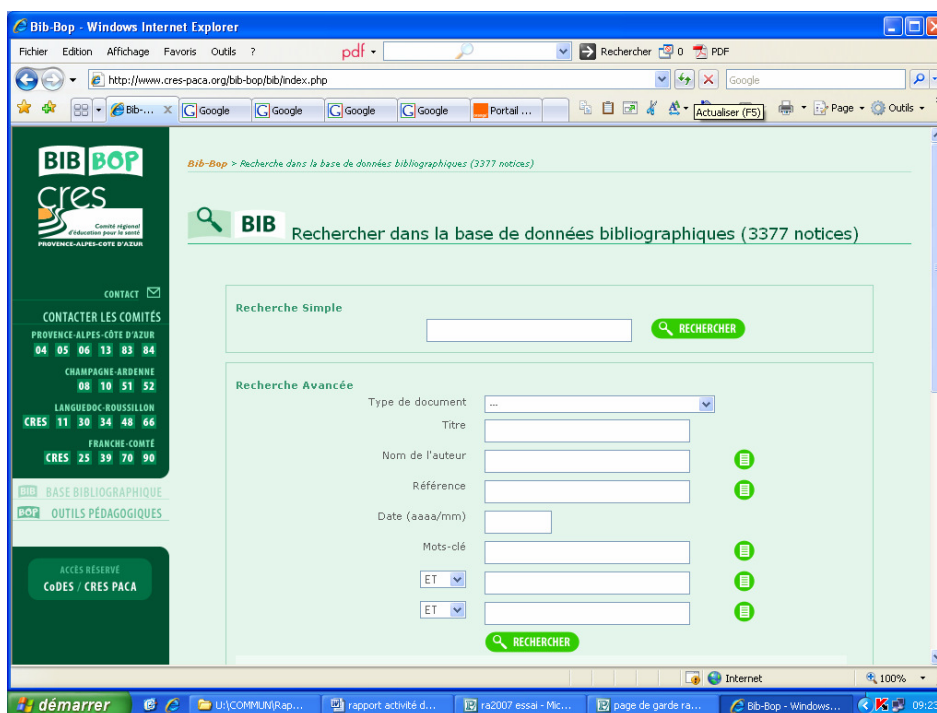 Bib-Bop - Windows Internet Explorer
Fichier Edition Affichage Favoris Outils ?
pdf
Rechercher 0 PDF
http://www.cres-paca.org/bib-bop/bib/index.php
Google
Bib-... Google Google Google Google Portail ...
Actualiser (F5)
Page Outils
BIB BOP
cres
Comité régional
d'éducation pour la santé
PROVENCE-ALPES-COTE D'AZUR
CONTACT
CONTACTER LES COMITÉS
PROVENCE-ALPES-CÔTE D'AZUR
04 05 06 13 83 84
CHAMPAGNE-ARDENNE
08 10 51 52
LANGUEDOC-ROUSSILLON
CRES 11 30 34 48 66
FRANCHE-COMTÉ
CRES 25 39 70 90
BIB BASE BIBLIOGRAPHIQUE
BOP OUTILS PÉDAGOGIQUES
ACCÈS RÉSERVÉ
CoDES / CRES PACA
Bib-Bop > Recherche dans la base de données bibliographiques (3377 notices)
BIB Rechercher dans la base de données bibliographiques (3377 notices)
Recherche Simple
RECHERCHER
Recherche Avancée
Type de document ...
Titre
Nom de l'auteur
Référence
Date (aaaa/mm)
Mots-clé
ET
ET
RECHERCHER
Internet 100%
démarrer U:\COMMUN\Rap... rapport activité d... ra2007 essai - Mic... page de garde ra... Bib-Bop - Windows... 09:23